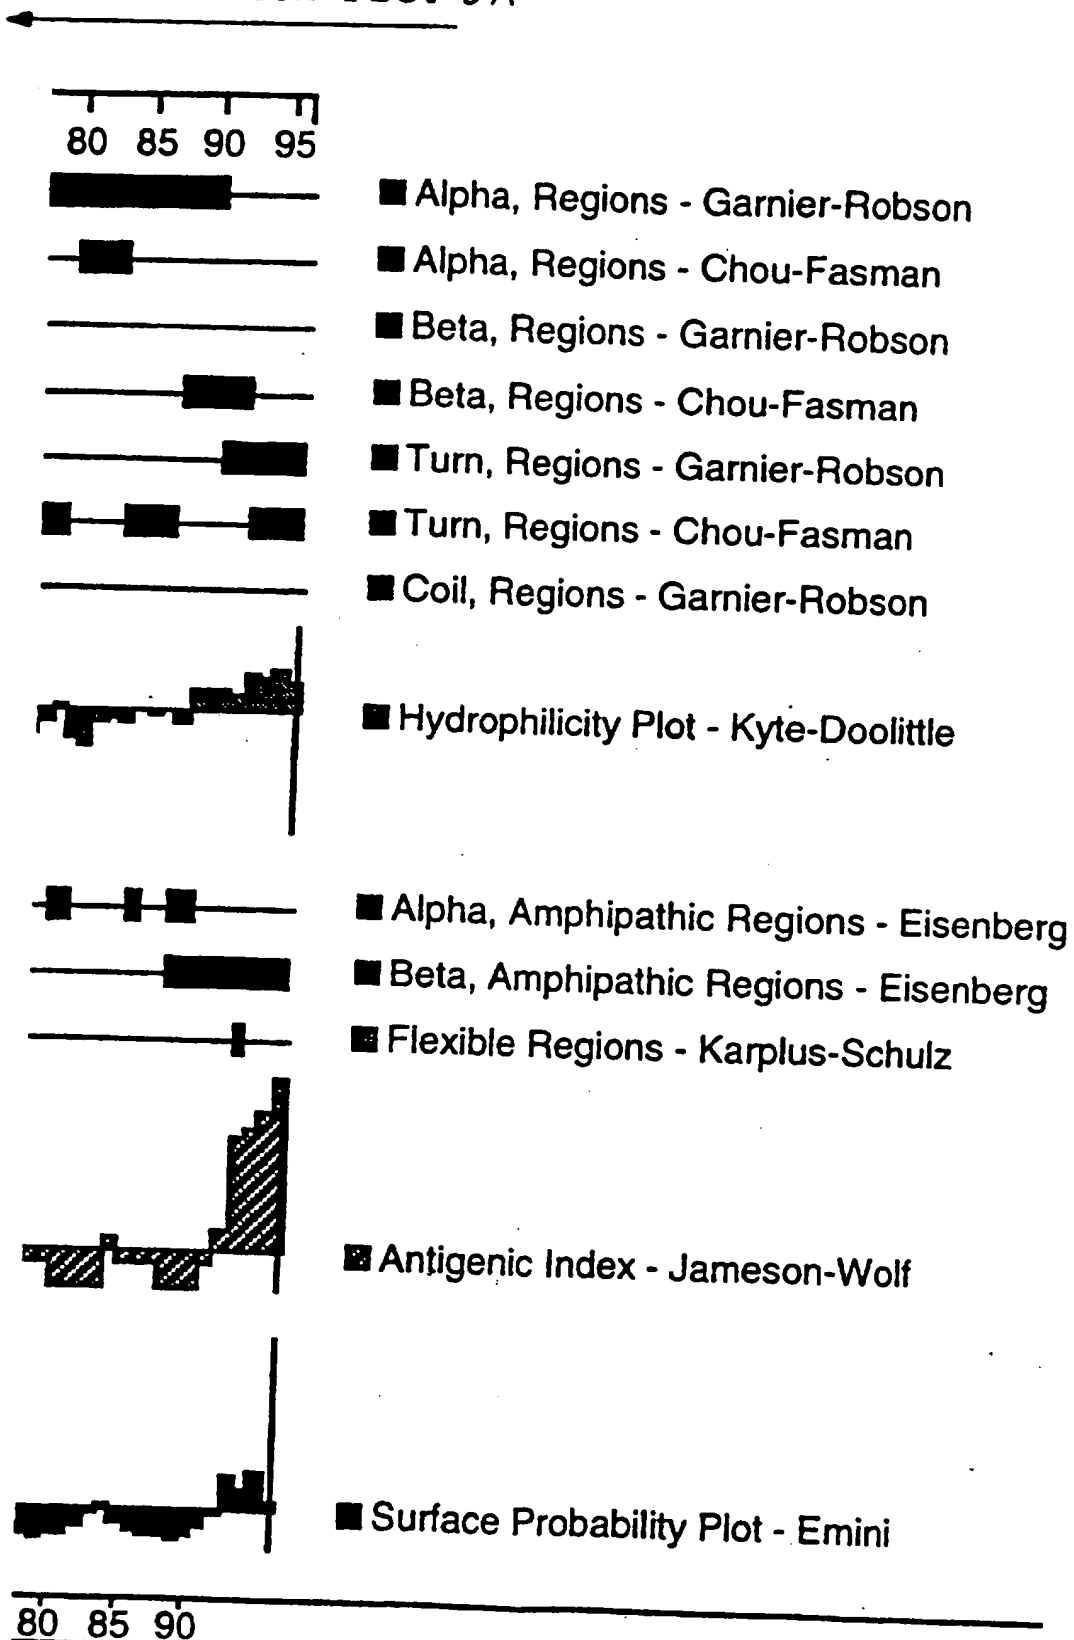 80 85 90 95
Alpha, Regions - Garnier-Robson
Alpha, Regions - Chou-Fasman
Beta, Regions - Garnier-Robson
Beta, Regions - Chou-Fasman
Turn, Regions - Garnier-Robson
Turn, Regions - Chou-Fasman
Coil, Regions - Garnier-Robson
Hydrophilicity Plot - Kyte-Doolittle
Alpha, Amphipathic Regions - Eisenberg
Beta, Amphipathic Regions - Eisenberg
Flexible Regions - Karplus-Schulz
Antigenic Index - Jameson-Wolf
Surface Probability Plot - Emini
80 85 90